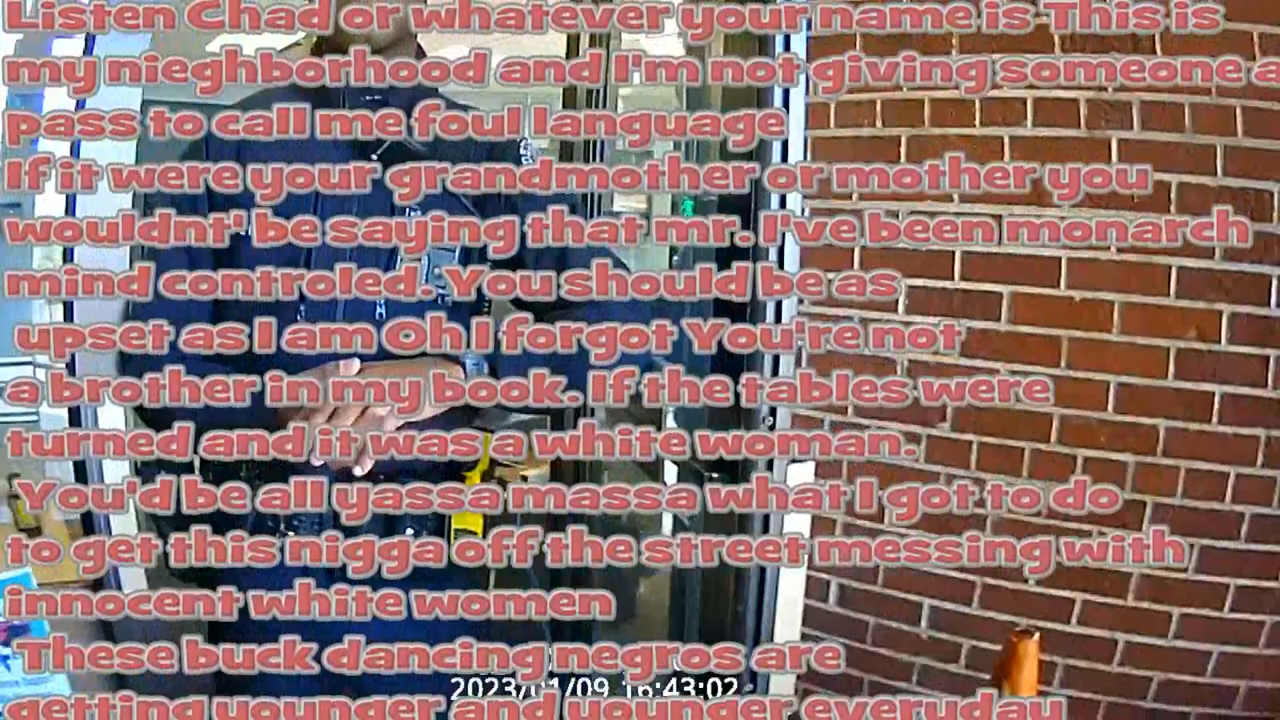 Listen Chad or whatever your name is This is
my nieghborhood and I'm not giving someone a
pass to call me foul language
If it were your grandmother or mother you
wouldnt' be saying that mr. I've been monarch
mind controled. You should be as
upset as I am Oh I forgot You're not
a brother in my book. If the tables were
turned and it was a white woman.
You'd be all yassa massa what I got to do
to get this nigga off the street messing with
innocent white women
These buck dancing negros are
2023/01/09 16:43:02
getting younger and younger everyday